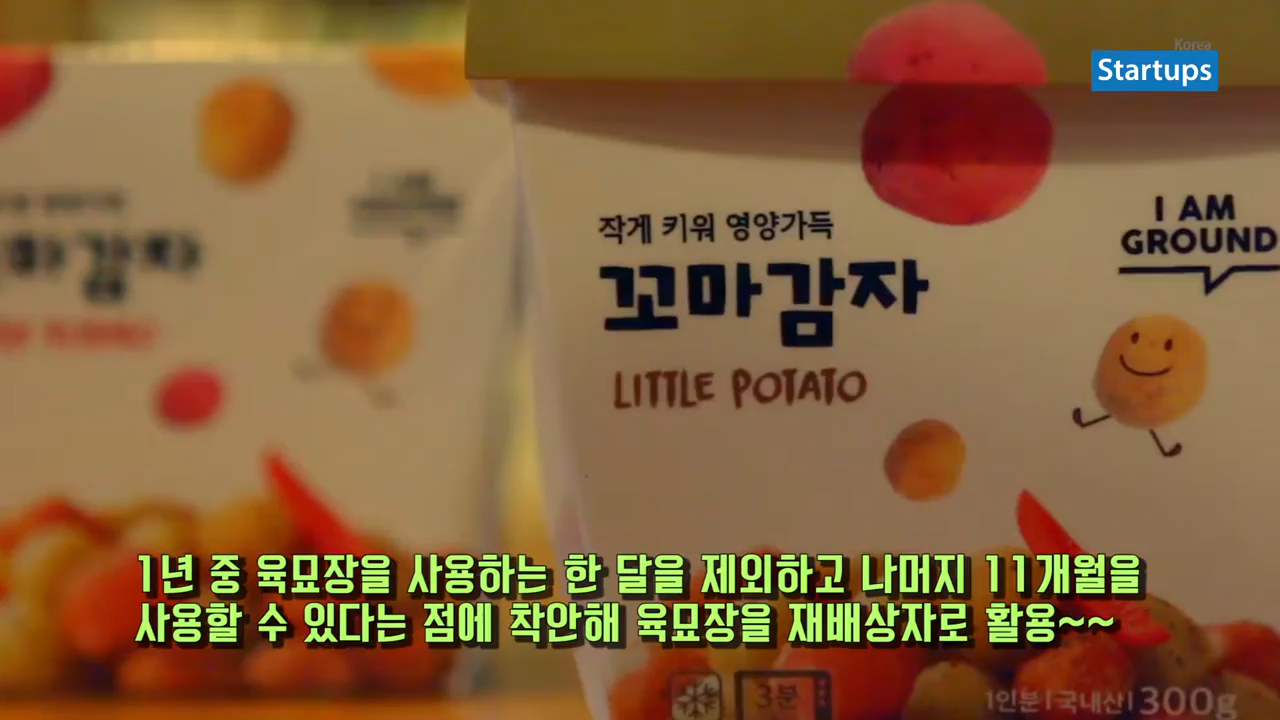 Korea
Startups
작게 키워 영양가득
꼬마감자
LITTLE POTATO
I AM
GROUND
마감자
1년 중 육묘장을 사용하는 한 달을 제외하고 나머지 11개월을
사용할 수 있다는 점에 착안해 육묘장을 재배상자로 활용~~
3분
1인분|국내산|300g